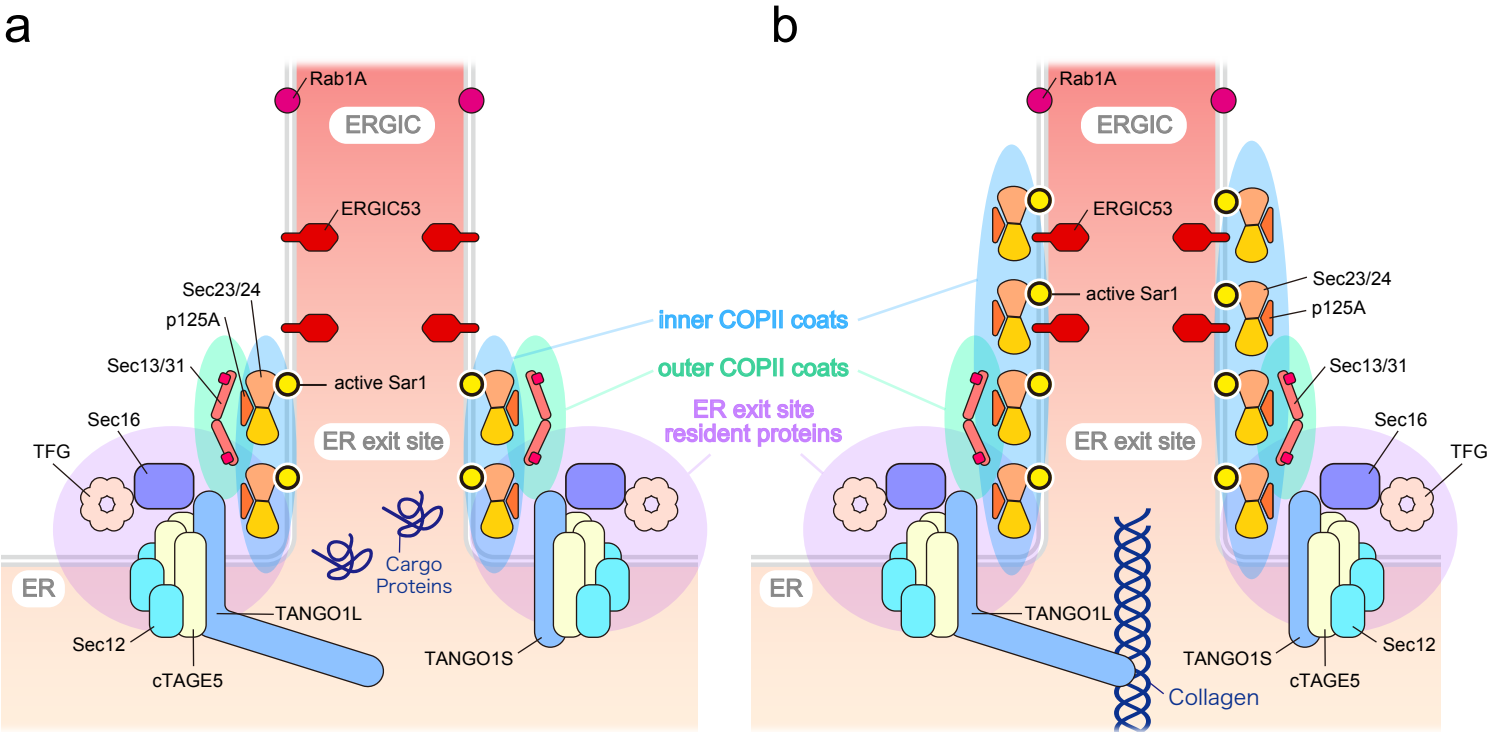 a
b
Rab1A
ERGIC
ERGIC53
Sec23/24
p125A
Sec13/31
active Sar1
Sec16
TFG
ER exit site
Cargo
Proteins
ER
TANGO1L
Sec12
cTAGE5
TANGO1S
inner COPII coats
outer COPII coats
ER exit site
resident proteins
Rab1A
ERGIC
ERGIC53
active Sar1
Sec23/24
p125A
Sec13/31
Sec16
TFG
ER exit site
ER
TANGO1L
TANGO1S
cTAGE5
Sec12
Collagen